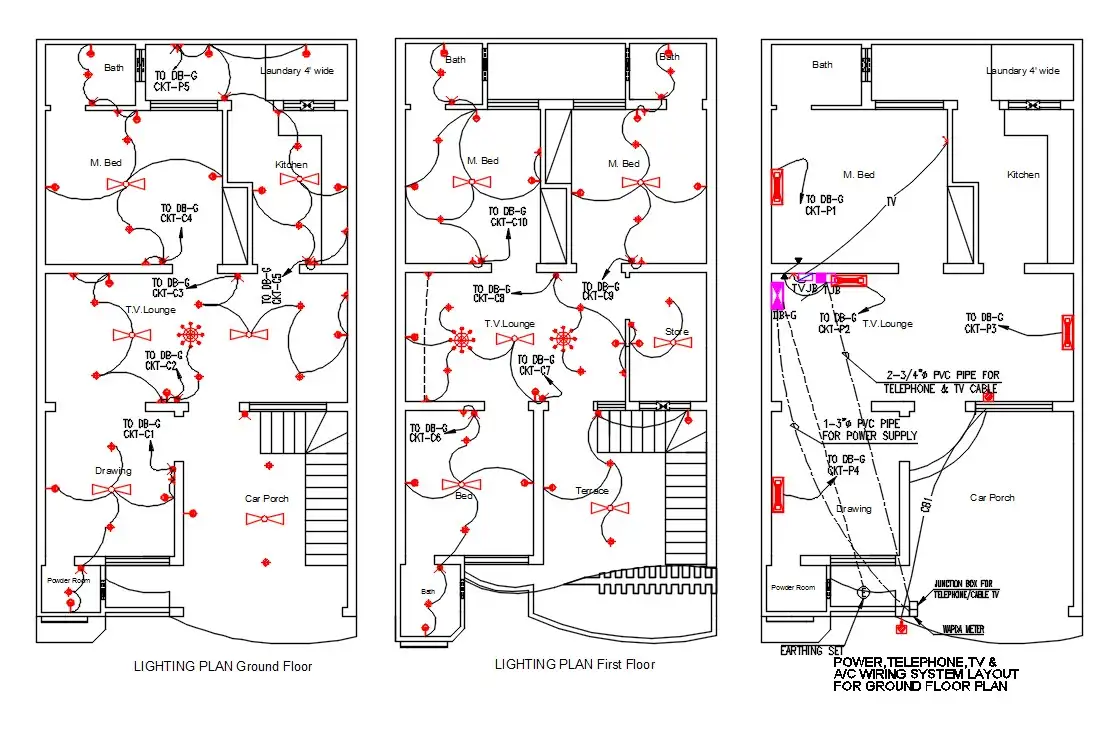 Bath
TO DB-G
CKT-P5
Laundary 4' wide
M. Bed
Kitchen
TO DB-G
CKT-C4
TO DB-G
CKT-C3
TO DB-G
CKT-C5
T.V.Lounge
TO DB-G
CKT-C2
TO DB-G
CKT-C1
Drawing
Car Porch
Powder Room
LIGHTING PLAN Ground Floor
Bath
Bath
M. Bed
M. Bed
TO DB-G
CKT-C10
TO DB-G
CKT-C8
TO DB-G
CKT-C9
T.V.Lounge
Store
TO DB-G
CKT-C7
TO DB-G
CKT-C6
Bed
Terrace
Bath
LIGHTING PLAN First Floor
Bath
Laundary 4' wide
M. Bed
Kitchen
TO DB-G
CKT-P1
TV
TVJB
TJB
DB-G
TO DB-G
CKT-P2
T.V.Lounge
TO DB-G
CKT-P3
2-3/4"ø PVC PIPE FOR
TELEPHONE & TV CABLE
1-3"ø PVC PIPE
FOR POWER SUPPLY
TO DB-G
CKT-P4
Drawing
Car Porch
CB1
Powder Room
E
JUNCTION BOX FOR
TELEPHONE/CABLE TV
WAPDA METER
EARTHING SET
POWER,TELEPHONE,TV &
A/C WIRING SYSTEM LAYOUT
FOR GROUND FLOOR PLAN